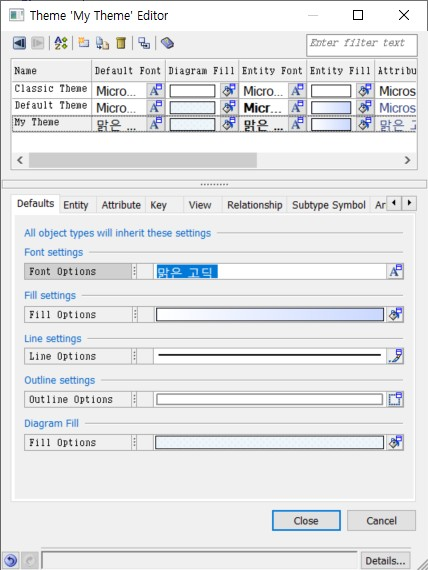 Theme 'My Theme' Editor
Enter filter text
Name Default Font Diagram Fill Entity Font Entity Fill Attribu
Classic Theme Micro... Micro... Micros
Default Theme Micro... Micr... Micros
My Theme 맑은 ... 맑은 ... 맑은 고
Defaults Entity Attribute Key View Relationship Subtype Symbol Ar
All object types will inherit these settings
Font settings
Font Options 맑은 고딕
Fill settings
Fill Options
Line settings
Line Options
Outline settings
Outline Options
Diagram Fill
Fill Options
Close Cancel
Details...